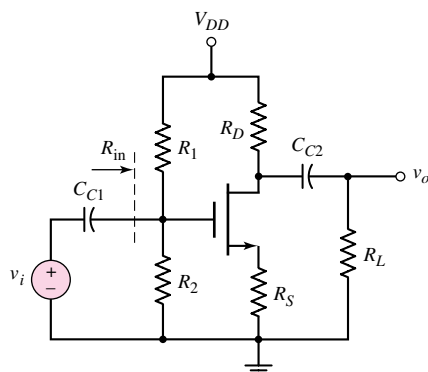 V_DD
R_D
C_C2
R_in
R_1
v_o
C_C1
R_L
v_i
+
−
R_2
R_S